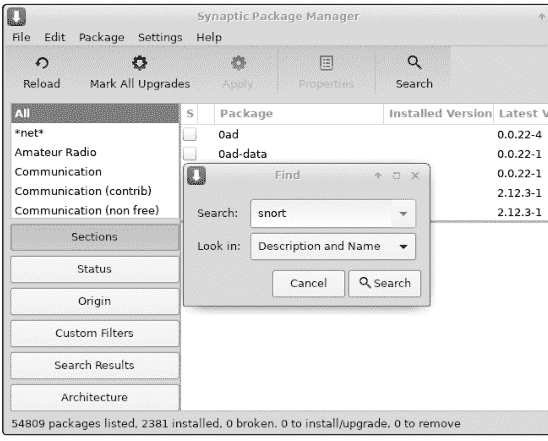 Synaptic Package Manager
File Edit Package Settings Help
Reload Mark All Upgrades Apply Properties Search
All
*net*
Amateur Radio
Communication
Communication (contrib)
Communication (non free)
S Package Installed Version Latest V
0ad 0.0.22-4
0ad-data 0.0.22-1
0.0.22-1
2.12.3-1
2.12.3-1
Find
Search: snort
Look in: Description and Name
Cancel Search
Sections
Status
Origin
Custom Filters
Search Results
Architecture
54809 packages listed, 2381 installed, 0 broken. 0 to install/upgrade, 0 to remove